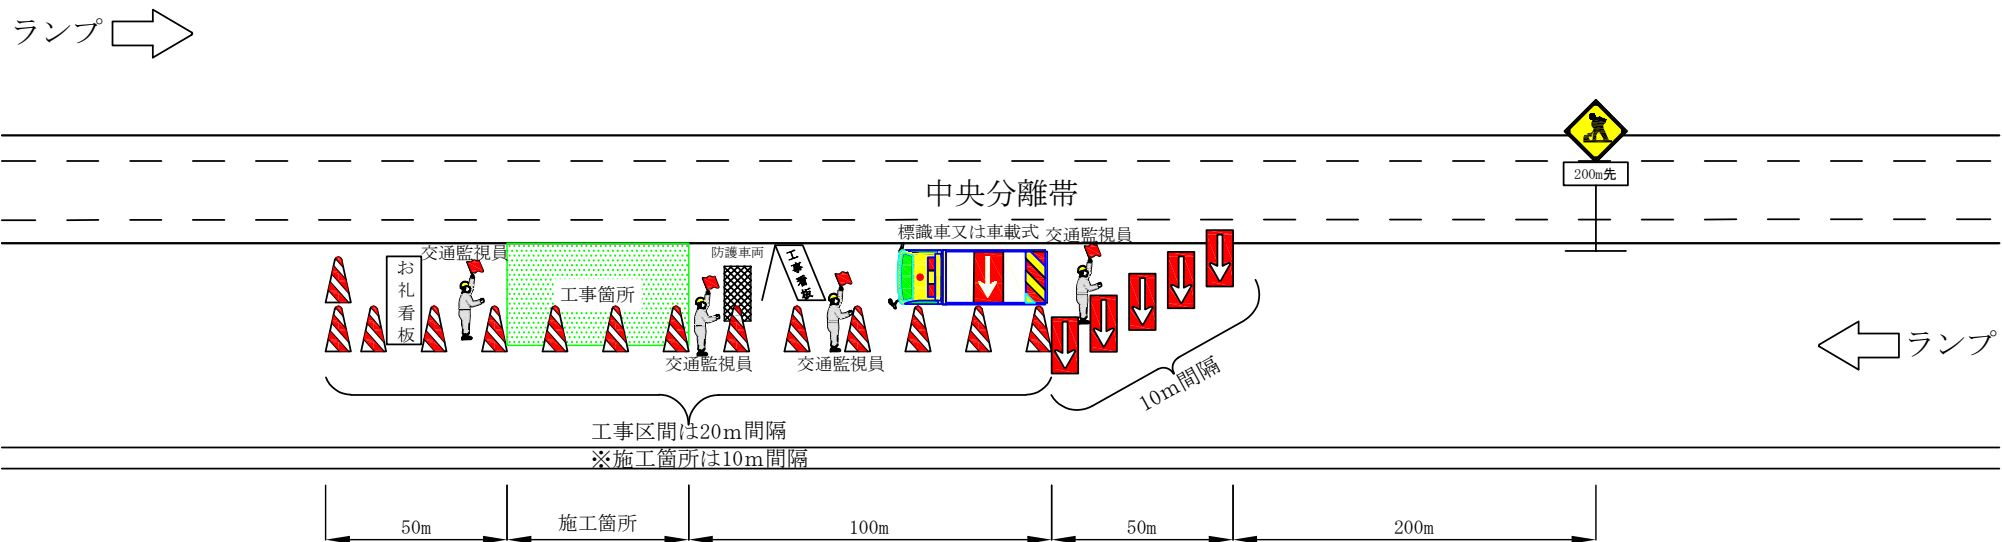 ランプ
200m先
中央分離帯
標識車又は車載式
交通監視員
交通監視員
防護車両
工事看板
お礼看板
工事箇所
ランプ
交通監視員
交通監視員
10m間隔
工事区間は20m間隔
※施工箇所は10m間隔
50m
施工箇所
100m
50m
200m